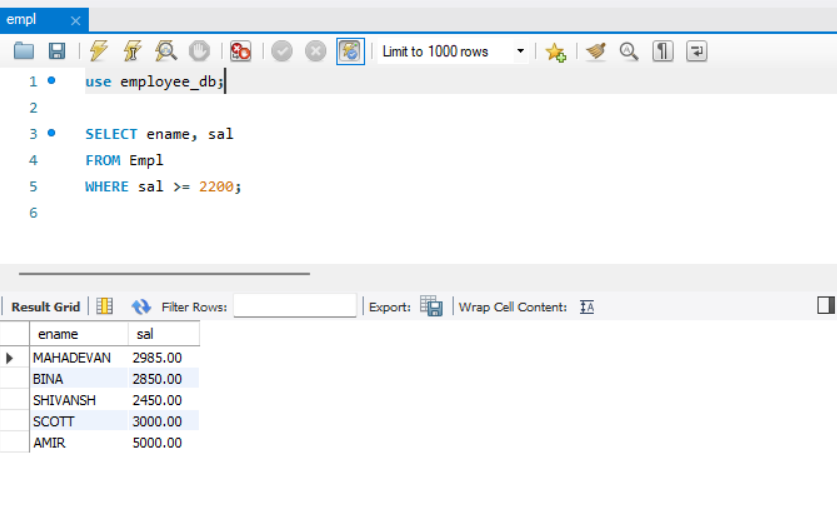 empl
Limit to 1000 rows
1 use employee_db;
2
3 SELECT ename, sal
4 FROM Empl
5 WHERE sal >= 2200;
6
Result Grid Filter Rows: Export: Wrap Cell Content:
ename sal
MAHADEVAN 2985.00
BINA 2850.00
SHIVANSH 2450.00
SCOTT 3000.00
AMIR 5000.00